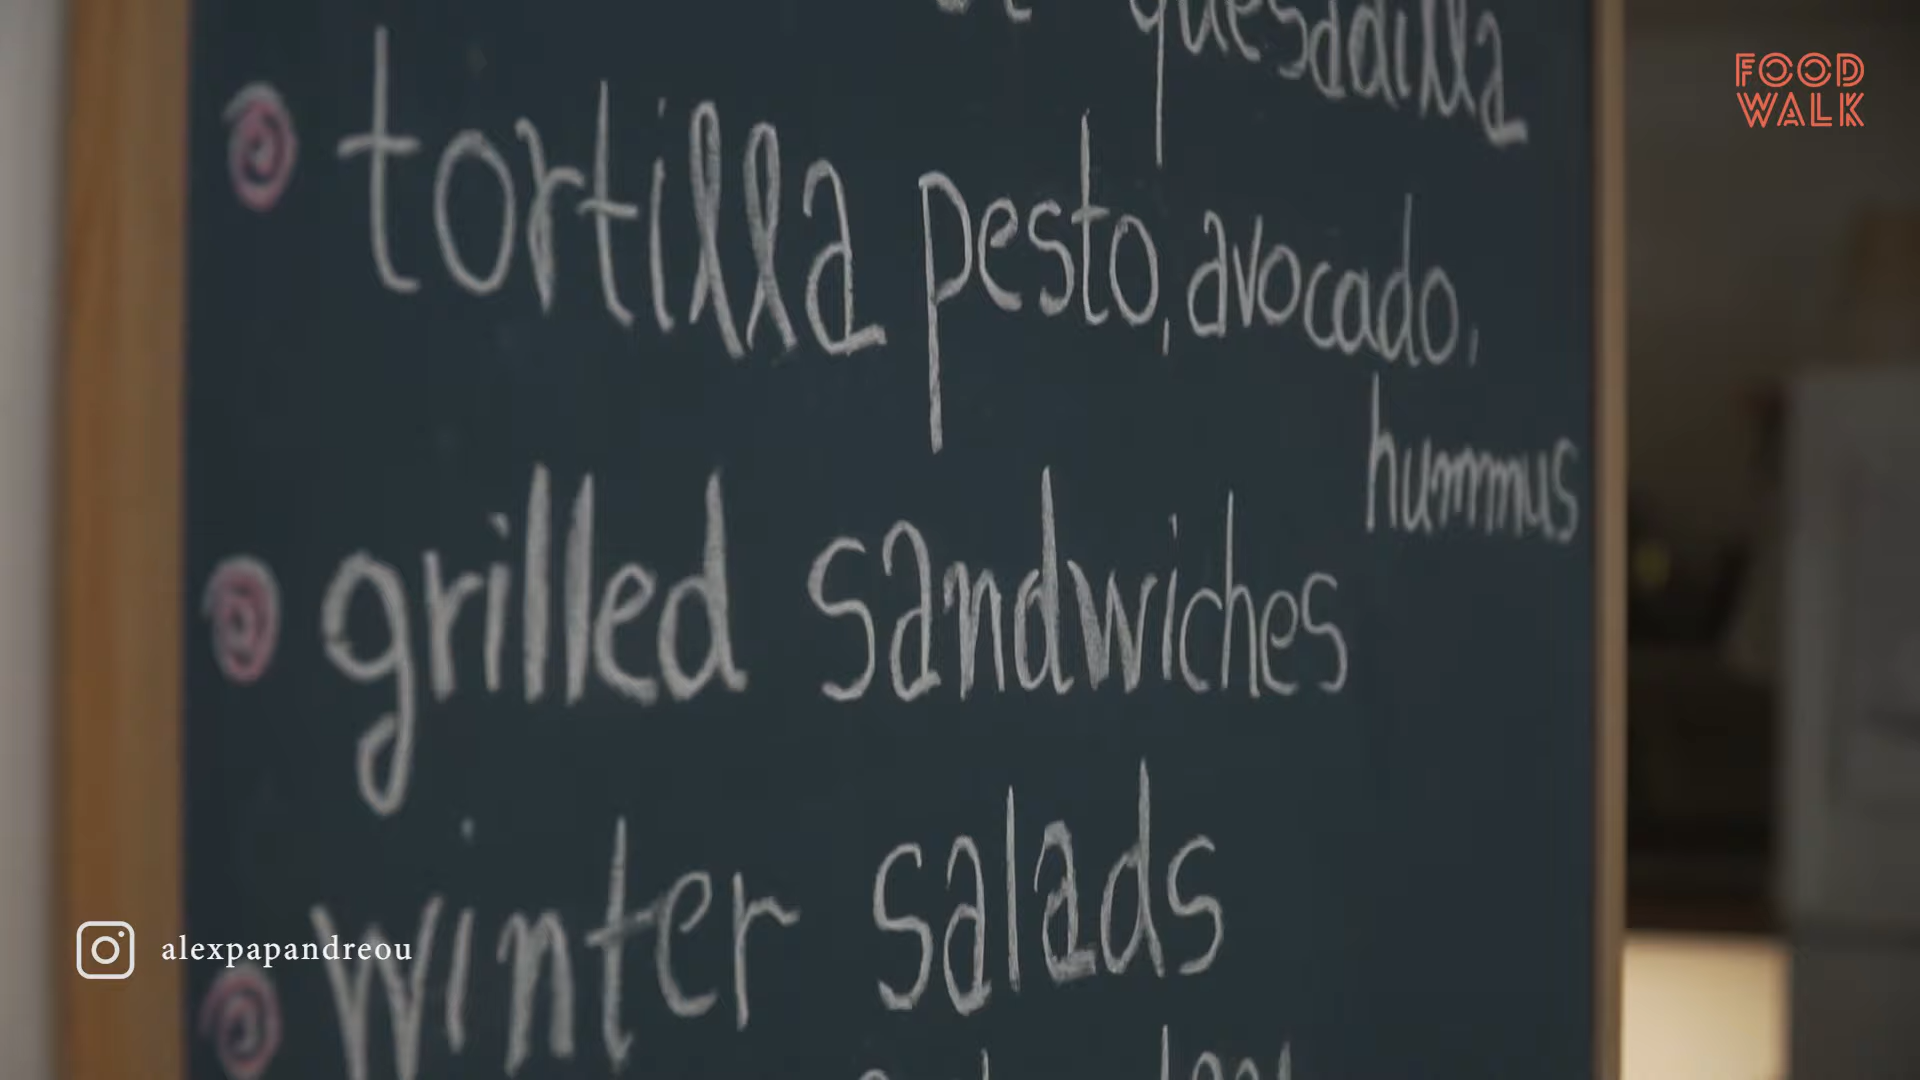 quesadilla
FOOD
WALK
tortilla pesto, avocado,
hummus
grilled sandwiches
winter salads
alexpapandreou